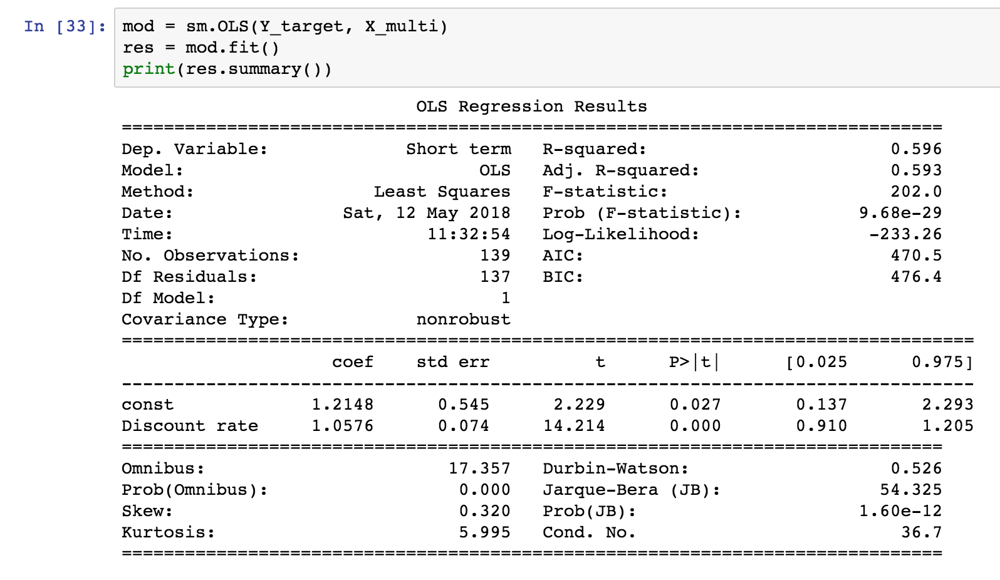 In [33]: mod = sm.OLS(Y_target, X_multi)
res = mod.fit()
print(res.summary())
OLS Regression Results
==============================================================================
Dep. Variable: Short term R-squared: 0.596
Model: OLS Adj. R-squared: 0.593
Method: Least Squares F-statistic: 202.0
Date: Sat, 12 May 2018 Prob (F-statistic): 9.68e-29
Time: 11:32:54 Log-Likelihood: -233.26
No. Observations: 139 AIC: 470.5
Df Residuals: 137 BIC: 476.4
Df Model: 1
Covariance Type: nonrobust
=================================================================================
coef std err t P>|t| [0.025 0.975]
---------------------------------------------------------------------------------
const 1.2148 0.545 2.229 0.027 0.137 2.293
Discount rate 1.0576 0.074 14.214 0.000 0.910 1.205
==============================================================================
Omnibus: 17.357 Durbin-Watson: 0.526
Prob(Omnibus): 0.000 Jarque-Bera (JB): 54.325
Skew: 0.320 Prob(JB): 1.60e-12
Kurtosis: 5.995 Cond. No. 36.7
==============================================================================